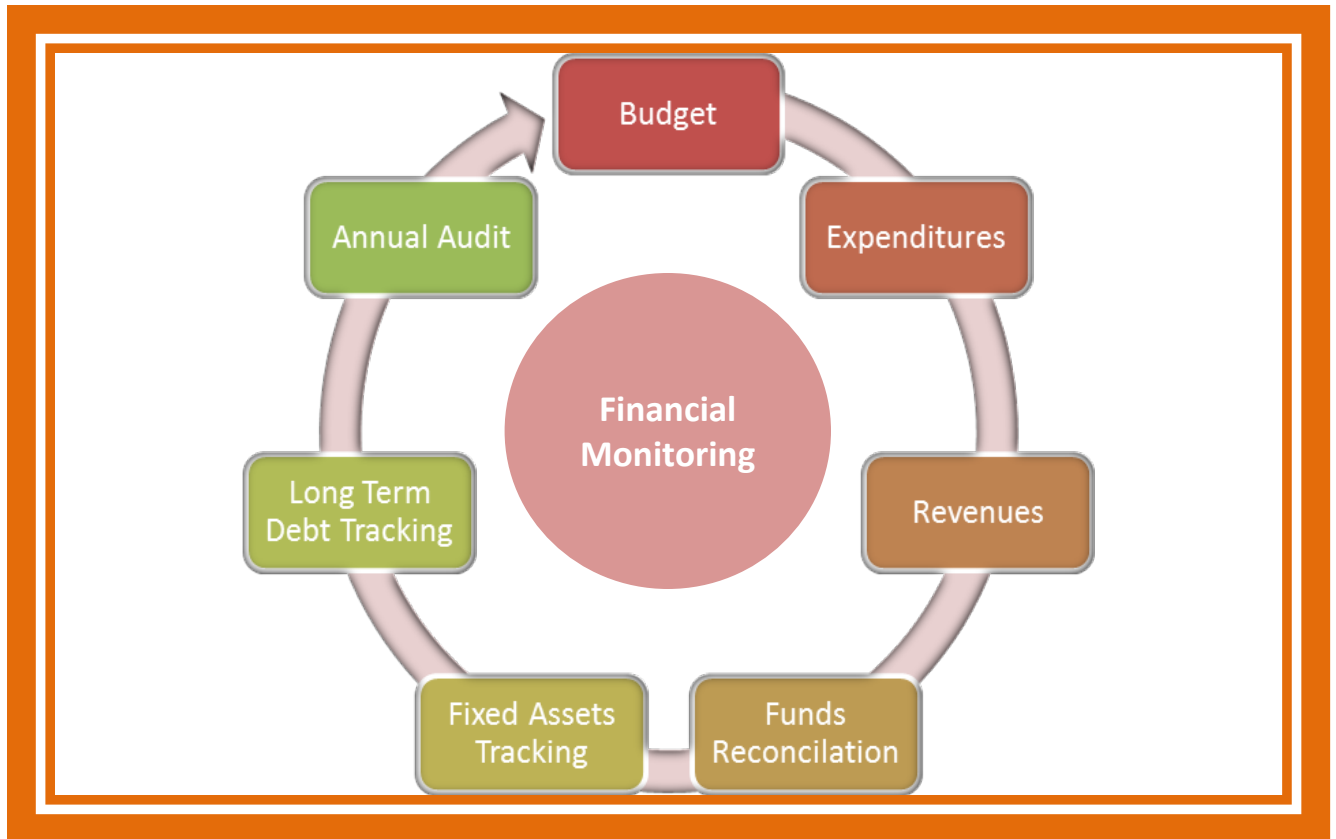 Budget
Expenditures
Revenues
Funds
Reconcilation
Fixed Assets
Tracking
Long Term
Debt Tracking
Annual Audit
Financial
Monitoring